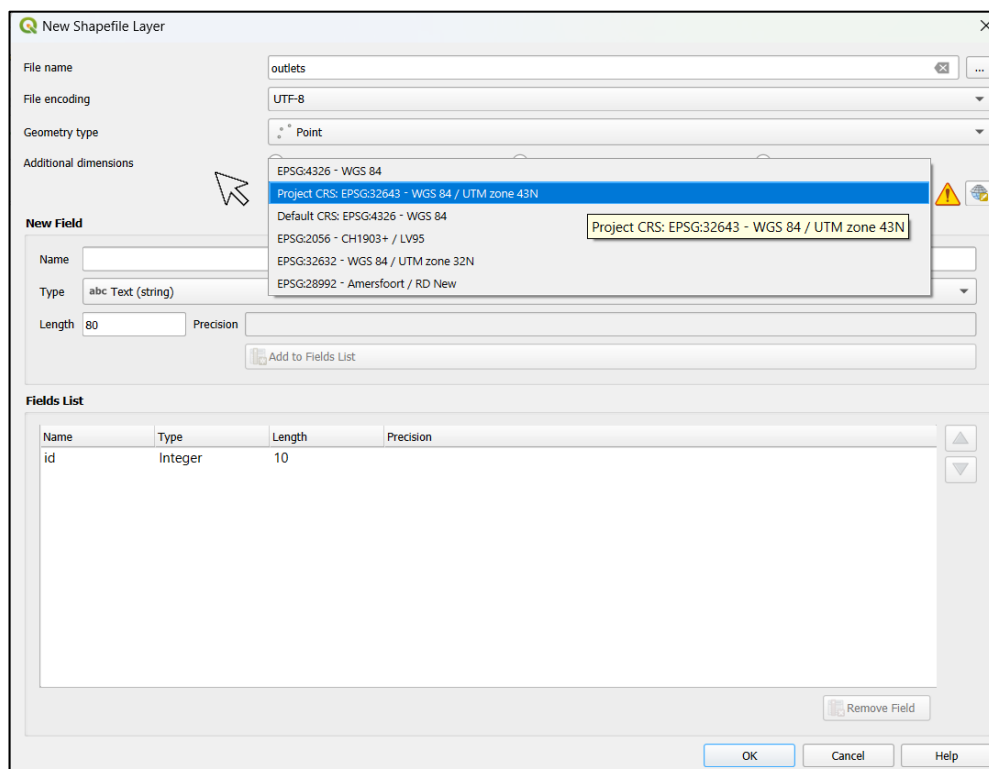 New Shapefile Layer
File name outlets ...
File encoding UTF-8
Geometry type Point
Additional dimensions
EPSG:4326 - WGS 84
Project CRS: EPSG:32643 - WGS 84 / UTM zone 43N
Default CRS: EPSG:4326 - WGS 84
Project CRS: EPSG:32643 - WGS 84 / UTM zone 43N
EPSG:2056 - CH1903+ / LV95
EPSG:32632 - WGS 84 / UTM zone 32N
EPSG:28992 - Amersfoort / RD New
New Field
Name
Type abc Text (string)
Length 80 Precision
Add to Fields List
Fields List
Name Type Length Precision
id Integer 10
Remove Field
OK Cancel Help